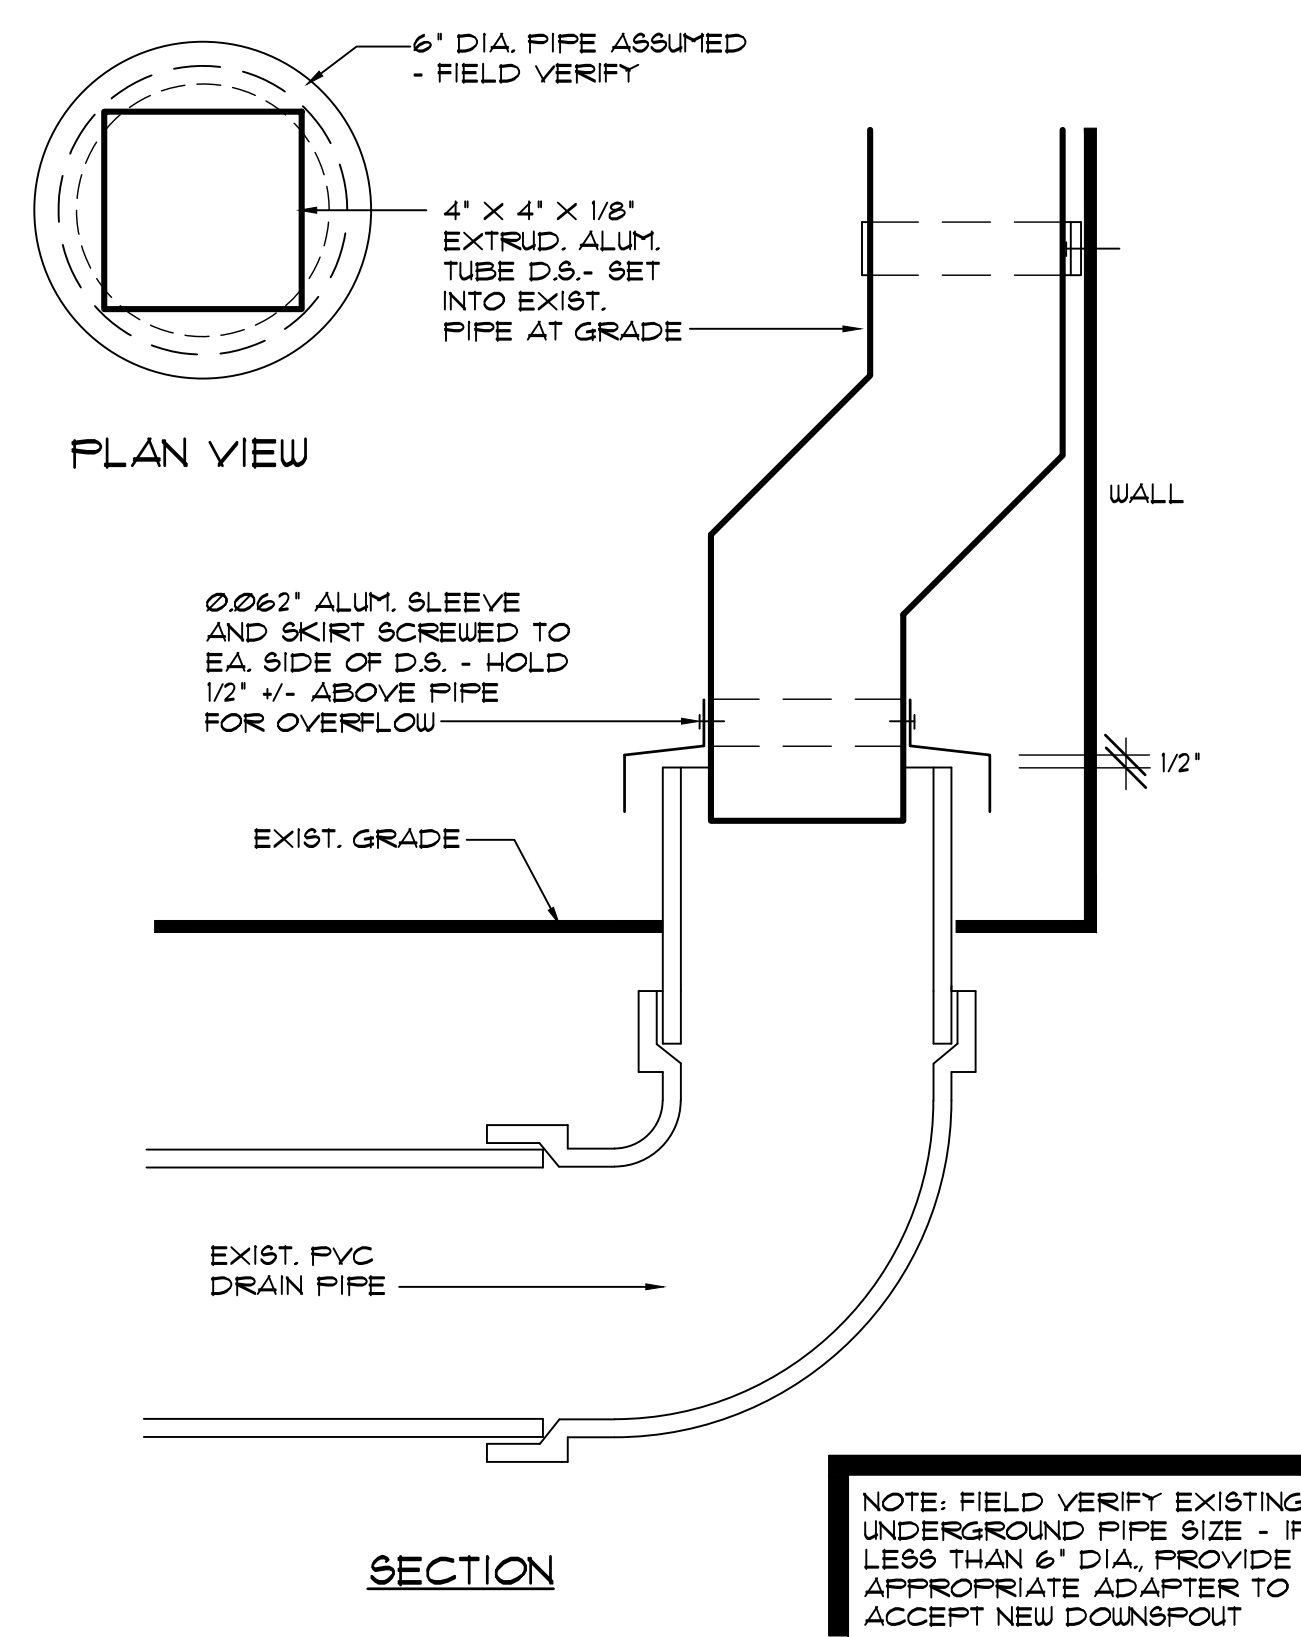 6" DIA. PIPE ASSUMED
- FIELD VERIFY
4" X 4" X 1/8"
EXTRUD. ALUM.
TUBE D.S.- SET
INTO EXIST.
PIPE AT GRADE
PLAN VIEW
WALL
0.062" ALUM. SLEEVE
AND SKIRT SCREWED TO
EA. SIDE OF D.S. - HOLD
1/2" +/- ABOVE PIPE
FOR OVERFLOW
1/2"
EXIST. GRADE
EXIST. PVC
DRAIN PIPE
SECTION
NOTE: FIELD VERIFY EXISTING
UNDERGROUND PIPE SIZE - IF
LESS THAN 6" DIA., PROVIDE
APPROPRIATE ADAPTER TO
ACCEPT NEW DOWNSPOUT